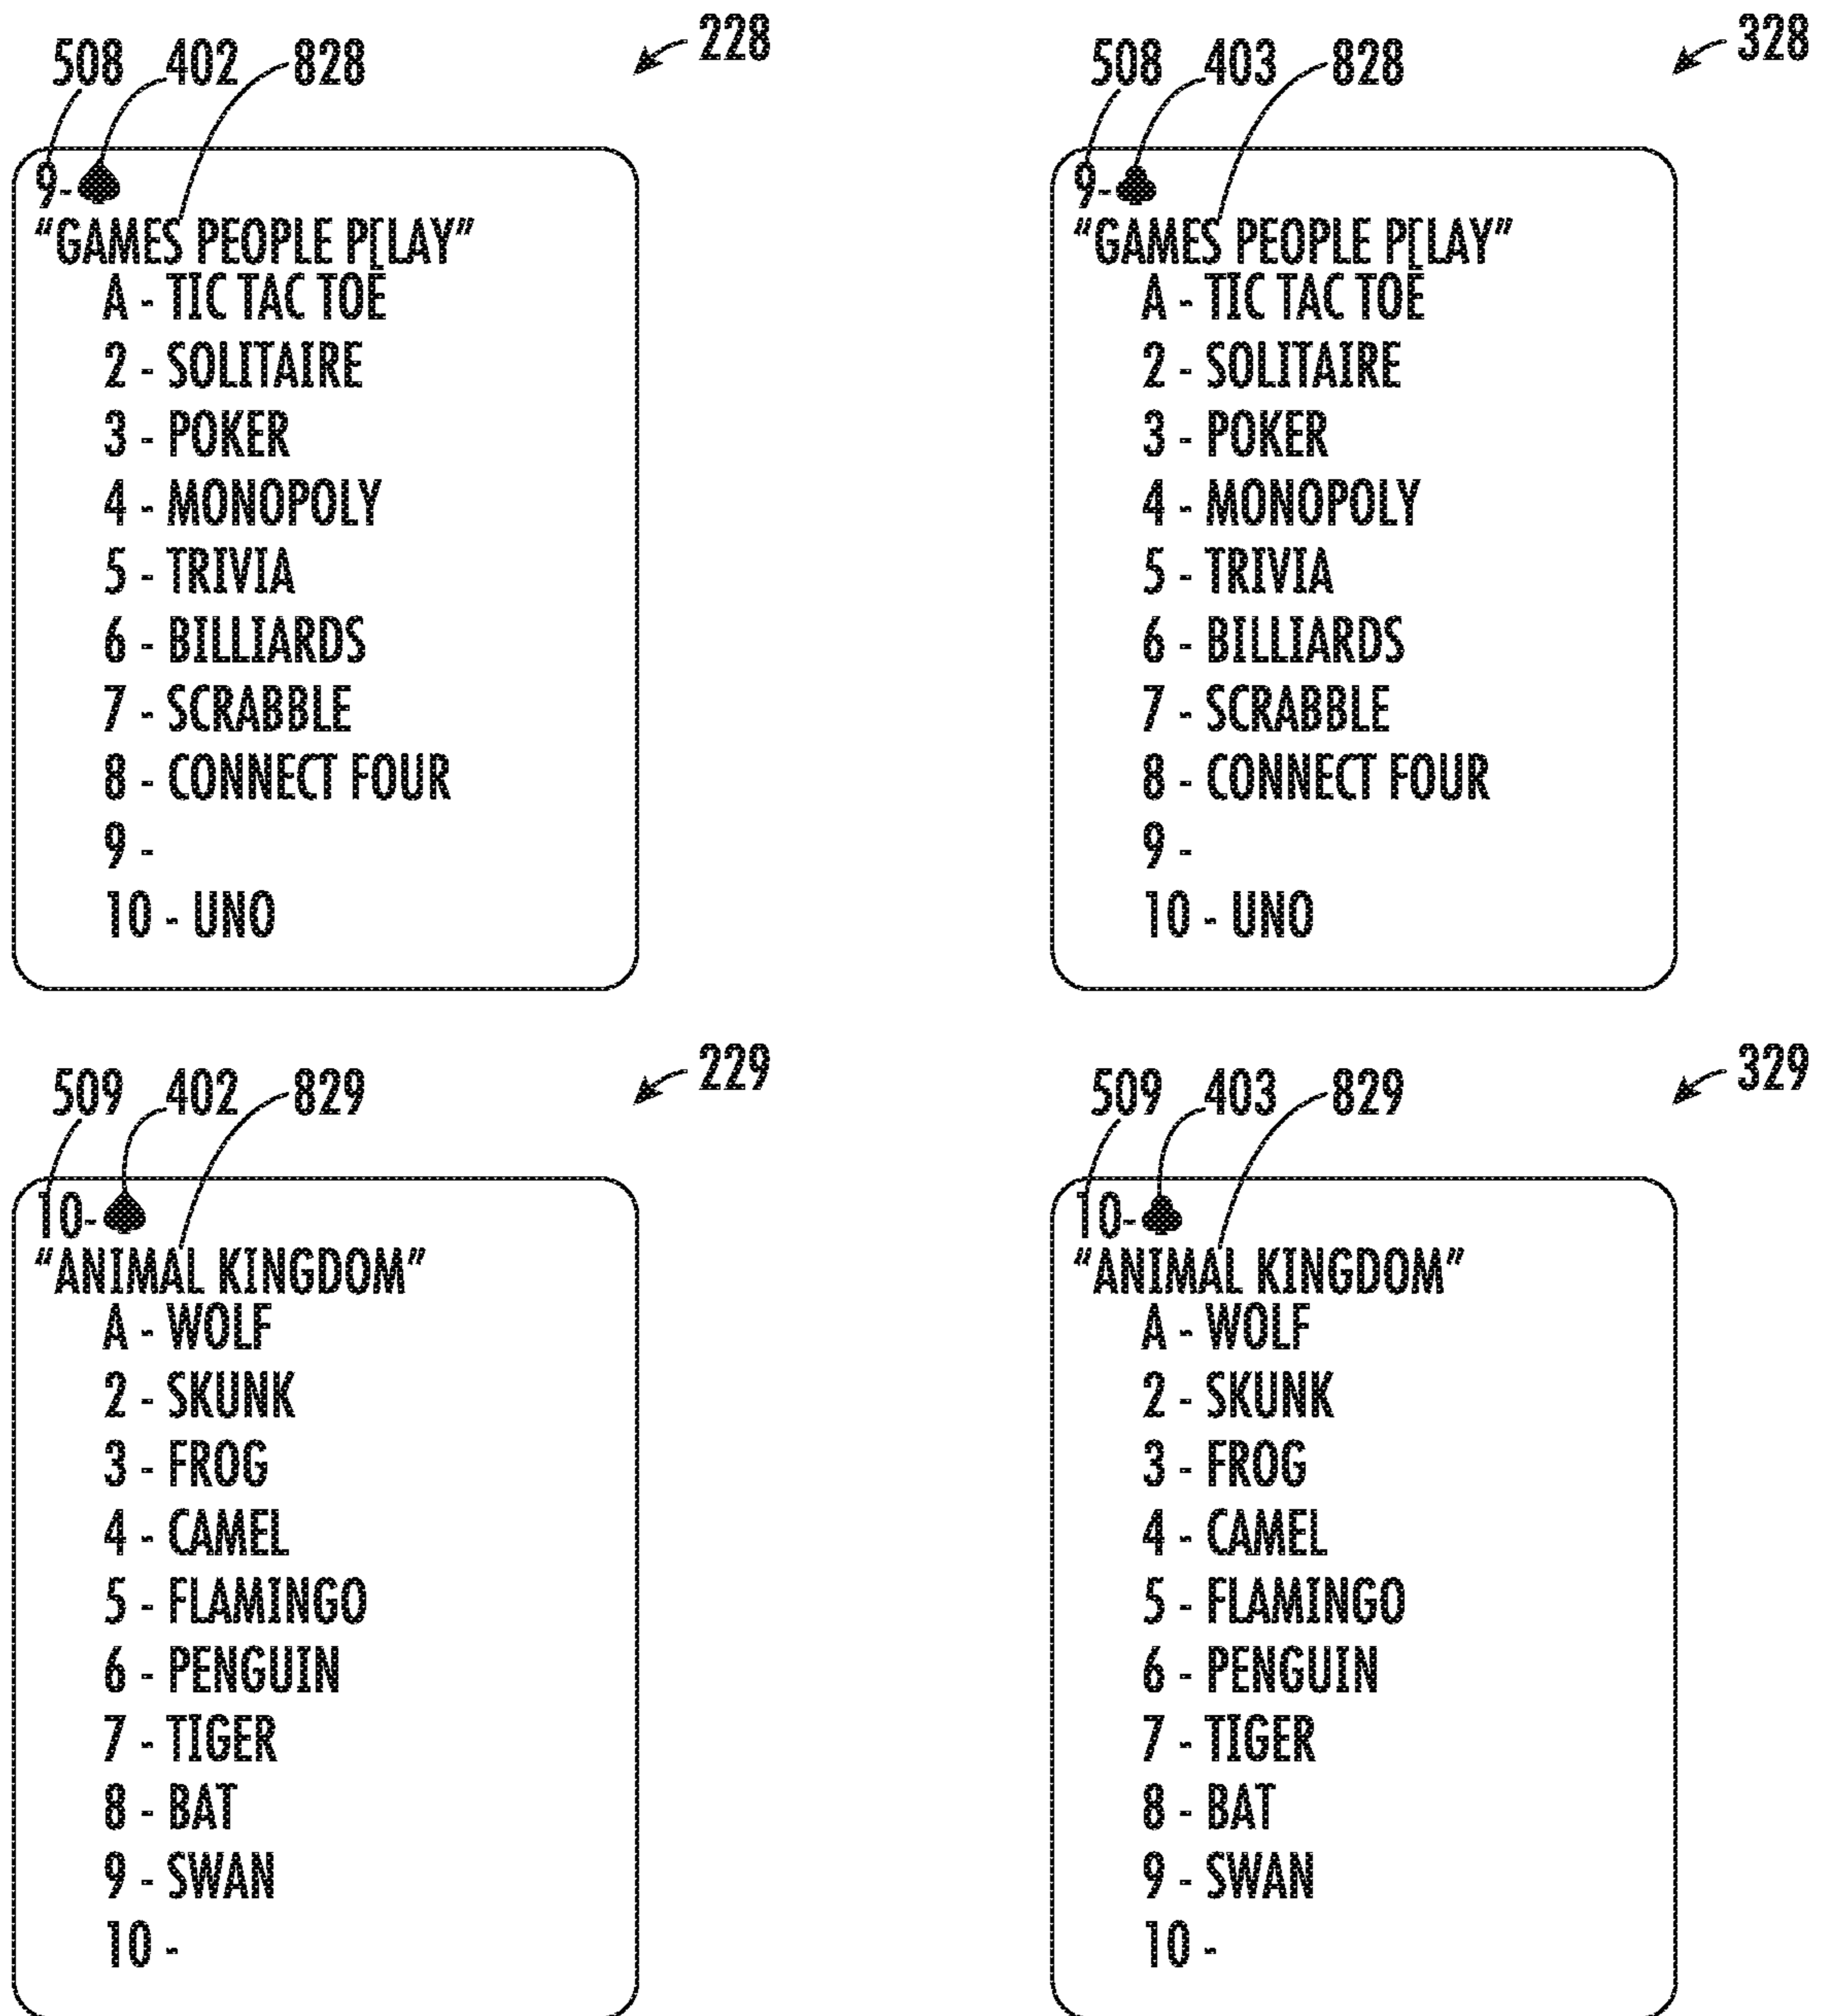 508 402 828 228
9-♠
“GAMES PEOPLE P[LAY”
A - TIC TAC TOE
2 - SOLITAIRE
3 - POKER
4 - MONOPOLY
5 - TRIVIA
6 - BILLIARDS
7 - SCRABBLE
8 - CONNECT FOUR
9 -
10 - UNO
508 403 828 328
9-♣
“GAMES PEOPLE P[LAY”
A - TIC TAC TOE
2 - SOLITAIRE
3 - POKER
4 - MONOPOLY
5 - TRIVIA
6 - BILLIARDS
7 - SCRABBLE
8 - CONNECT FOUR
9 -
10 - UNO
509 402 829 229
10-♠
“ANIMAL KINGDOM”
A - WOLF
2 - SKUNK
3 - FROG
4 - CAMEL
5 - FLAMINGO
6 - PENGUIN
7 - TIGER
8 - BAT
9 - SWAN
10 -
509 403 829 329
10-♣
“ANIMAL KINGDOM”
A - WOLF
2 - SKUNK
3 - FROG
4 - CAMEL
5 - FLAMINGO
6 - PENGUIN
7 - TIGER
8 - BAT
9 - SWAN
10 -